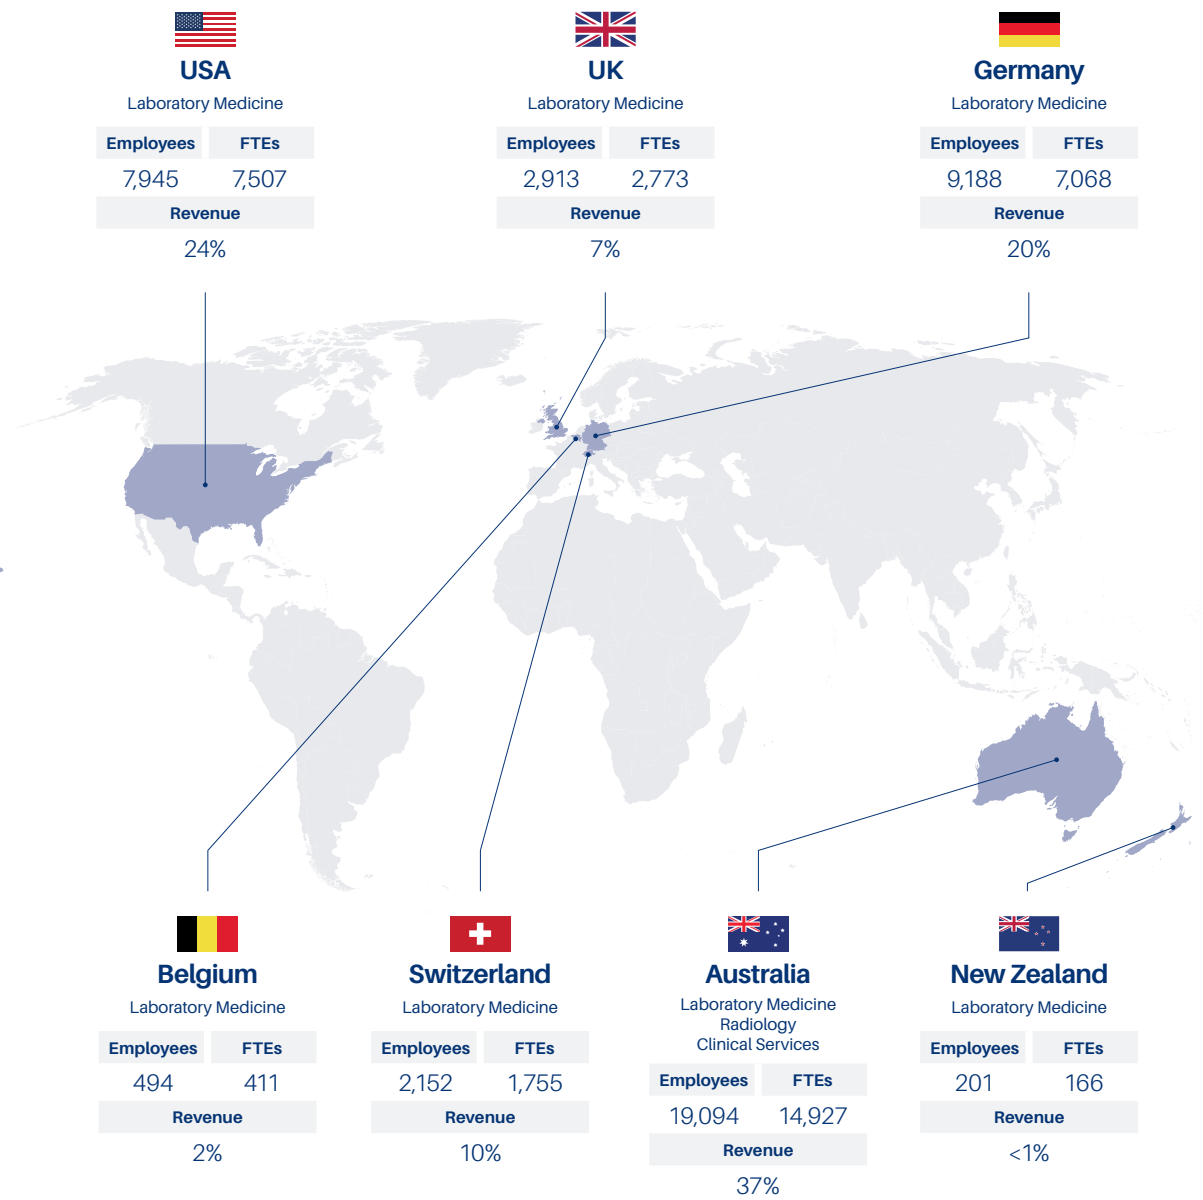 USA
Laboratory Medicine
Employees FTEs
7,945 7,507
Revenue
24%
UK
Laboratory Medicine
Employees FTEs
2,913 2,773
Revenue
7%
Germany
Laboratory Medicine
Employees FTEs
9,188 7,068
Revenue
20%
Belgium
Laboratory Medicine
Employees FTEs
494 411
Revenue
2%
Switzerland
Laboratory Medicine
Employees FTEs
2,152 1,755
Revenue
10%
Australia
Laboratory Medicine
Radiology
Clinical Services
Employees FTEs
19,094 14,927
Revenue
37%
New Zealand
Laboratory Medicine
Employees FTEs
201 166
Revenue
<1%